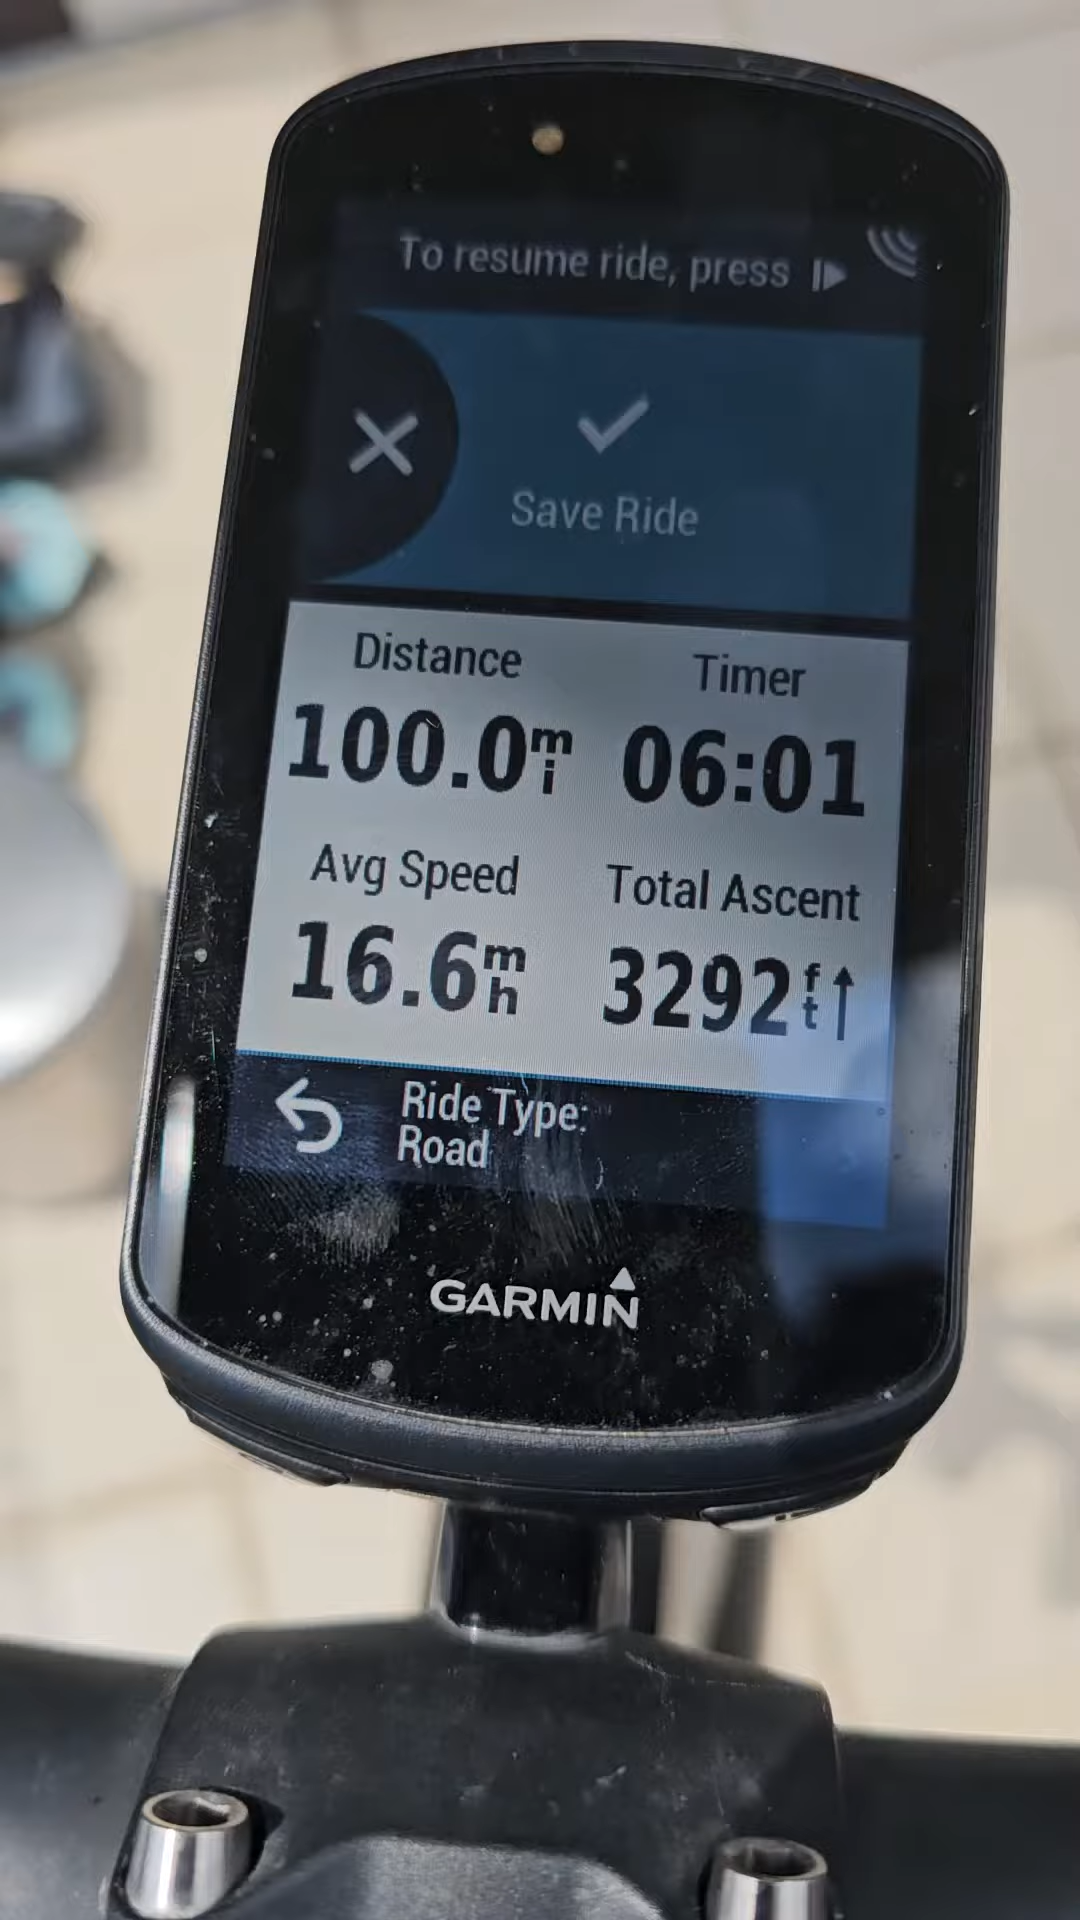 To resume ride, press
Save Ride
Distance Timer
100.0mi 06:01
Avg Speed Total Ascent
16.6mh 3292ft
Ride Type:
Road
GARMIN